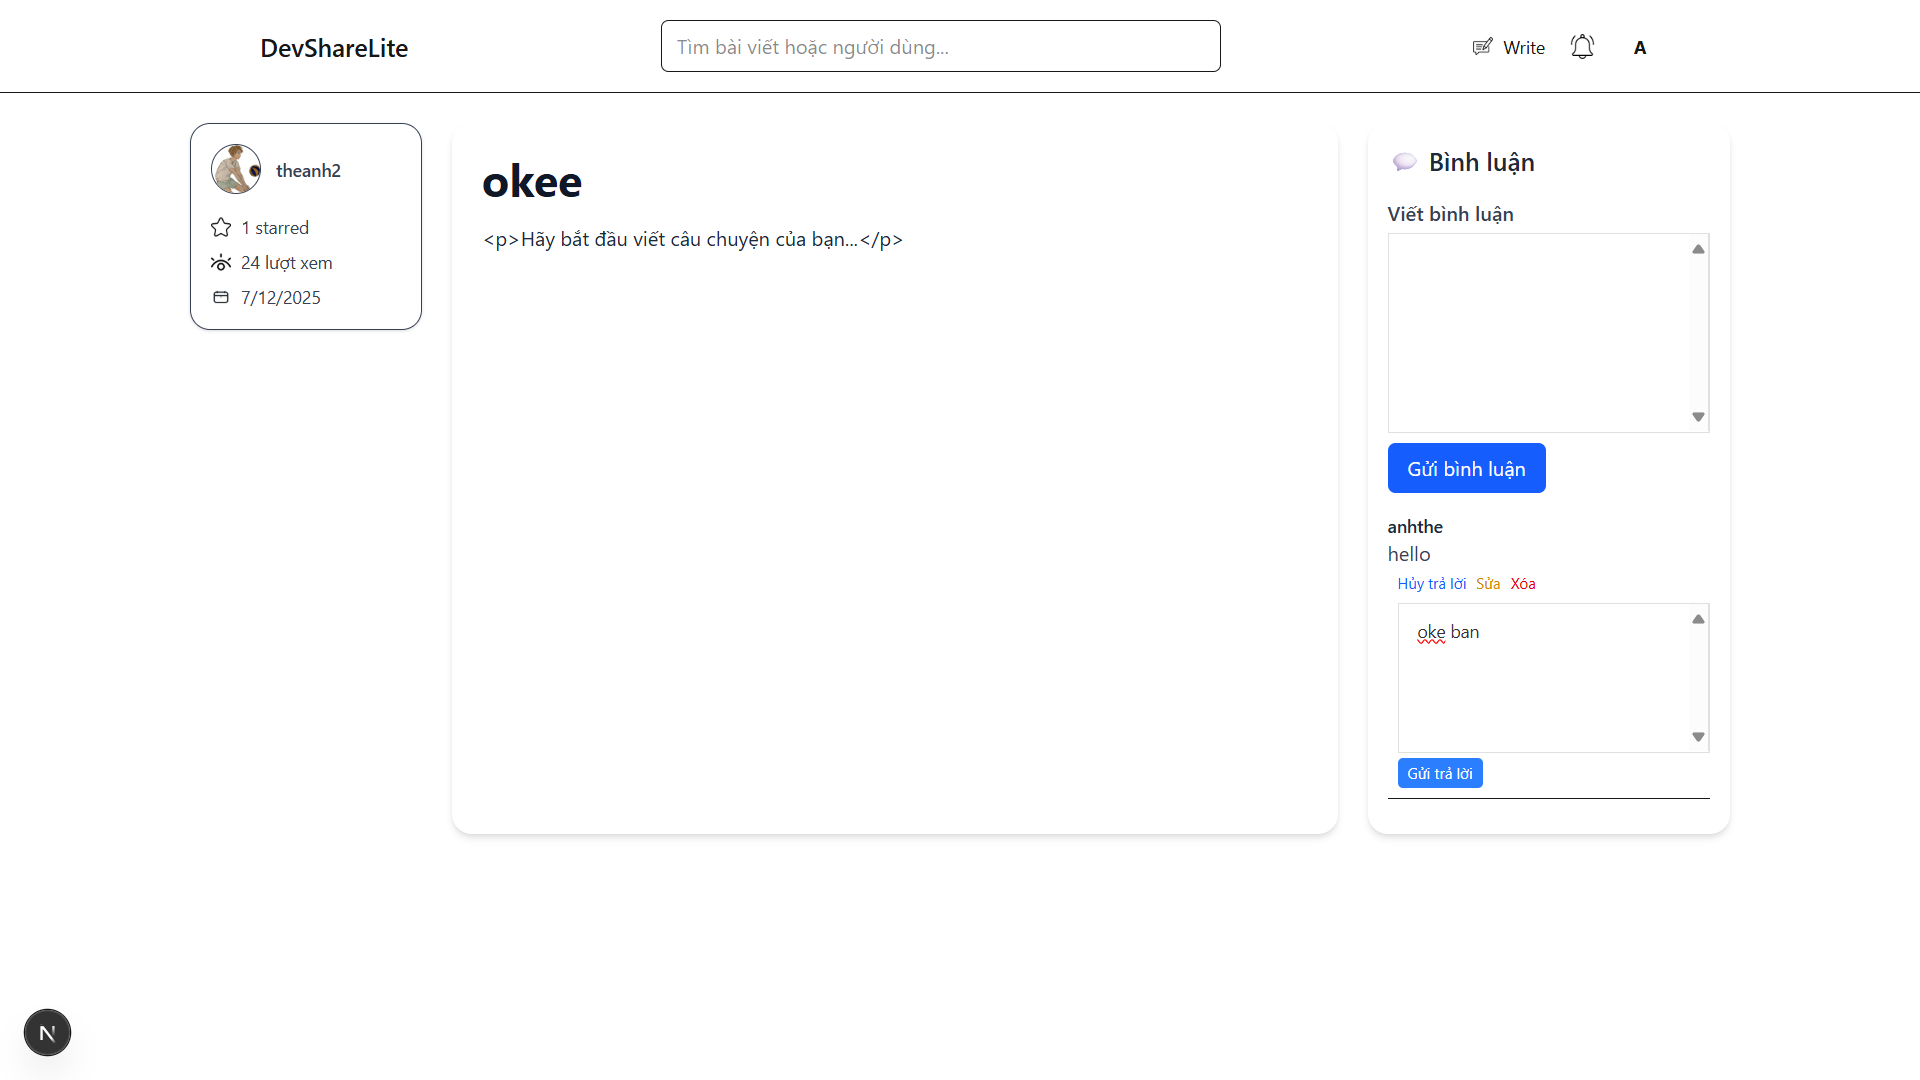 DevShareLite
Tìm bài viết hoặc người dùng...
Write
A
theanh2
1 starred
24 lượt xem
7/12/2025
okee
<p>Hãy bắt đầu viết câu chuyện của bạn...</p>
Bình luận
Viết bình luận
Gửi bình luận
anhthe
hello
Hủy trả lời Sửa Xóa
oke ban
Gửi trả lời
N